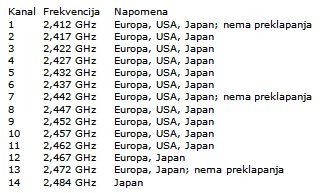 Kanal Frekvencija Napomena
1 2,412 GHz Europa, USA, Japan; nema preklapanja
2 2,417 GHz Europa, USA, Japan
3 2,422 GHz Europa, USA, Japan
4 2,427 GHz Europa, USA, Japan
5 2,432 GHz Europa, USA, Japan
6 2,437 GHz Europa, USA, Japan
7 2,442 GHz Europa, USA, Japan; nema preklapanja
8 2,447 GHz Europa, USA, Japan
9 2,452 GHz Europa, USA, Japan
10 2,457 GHz Europa, USA, Japan
11 2,462 GHz Europa, USA, Japan
12 2,467 GHz Europa, Japan
13 2,472 GHz Europa, Japan; nema preklapanja
14 2,484 GHz Japan